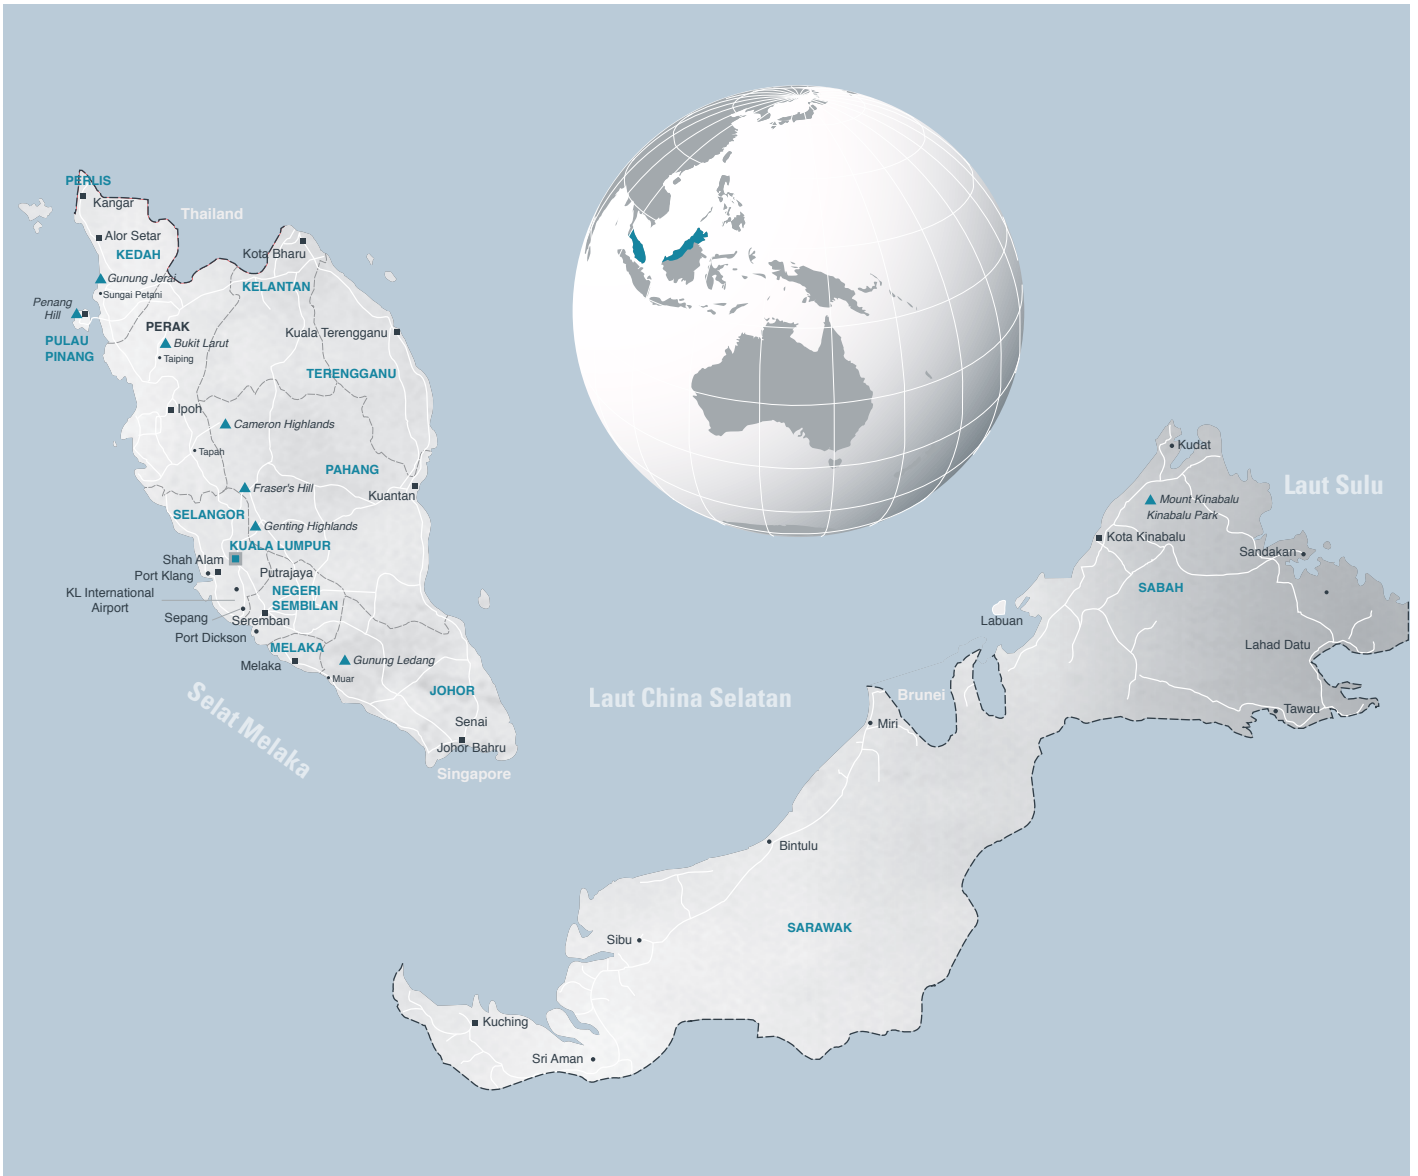 PERLIS
Kangar
Thailand
Alor Setar
KEDAH
Kota Bharu
Gunung Jerai
KELANTAN
Sungai Petani
Penang
Hill
PERAK
Kuala Terengganu
PULAU
PINANG
Bukit Larut
Taiping
TERENGGANU
Ipoh
Cameron Highlands
Tapah
PAHANG
Fraser's Hill
Kuantan
SELANGOR
Genting Highlands
KUALA LUMPUR
Shah Alam
Port Klang
Putrajaya
KL International
Airport
NEGERI
SEMBILAN
Sepang
Seremban
Port Dickson
MELAKA
Melaka
Gunung Ledang
Muar
JOHOR
Selat Melaka
Senai
Johor Bahru
Singapore
Laut China Selatan
Kudat
Laut Sulu
Mount Kinabalu
Kinabalu Park
Kota Kinabalu
Sandakan
SABAH
Labuan
Lahad Datu
Brunei
Tawau
Miri
Bintulu
SARAWAK
Sibu
Kuching
Sri Aman